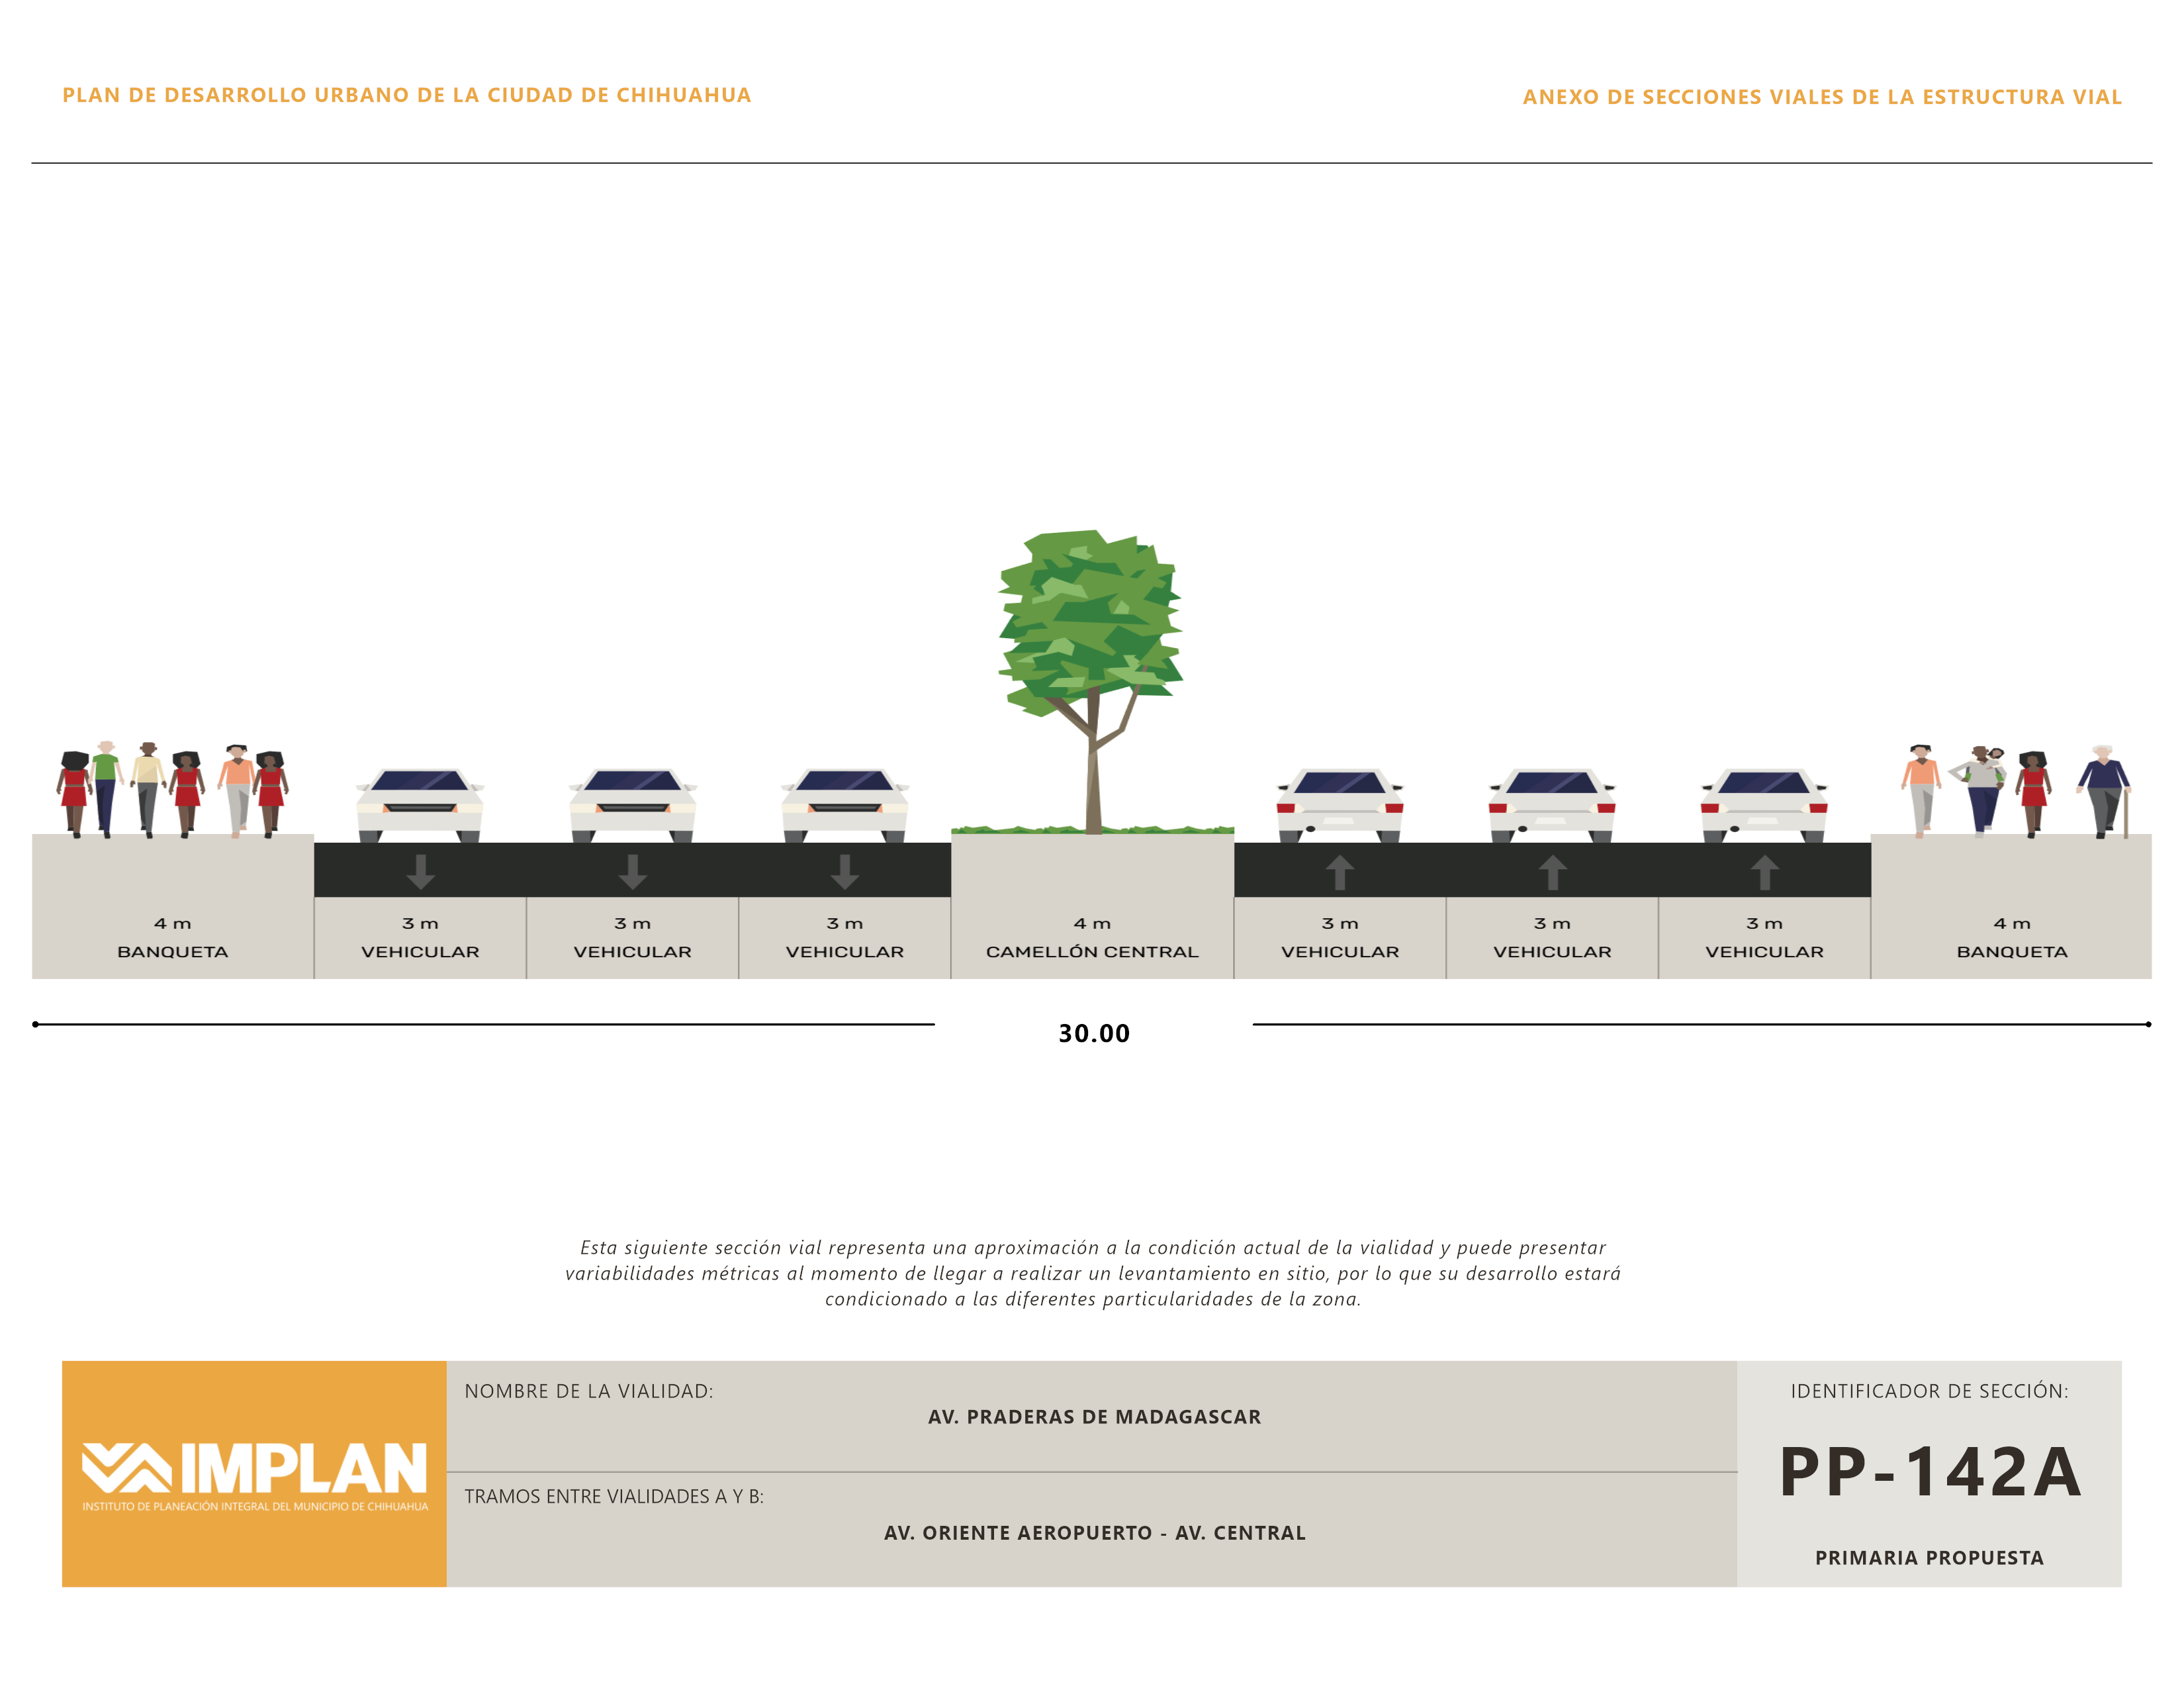 PLAN DE DESARROLLO URBANO DE LA CIUDAD DE CHIHUAHUA
ANEXO DE SECCIONES VIALES DE LA ESTRUCTURA VIAL
4 m
BANQUETA
3 m
VEHICULAR
3 m
VEHICULAR
3 m
VEHICULAR
4 m
CAMELLÓN CENTRAL
3 m
VEHICULAR
3 m
VEHICULAR
3 m
VEHICULAR
4 m
BANQUETA
30.00
Esta siguiente sección vial representa una aproximación a la condición actual de la vialidad y puede presentar
variabilidades métricas al momento de llegar a realizar un levantamiento en sitio, por lo que su desarrollo estará
condicionado a las diferentes particularidades de la zona.
IMPLAN
INSTITUTO DE PLANEACIÓN INTEGRAL DEL MUNICIPIO DE CHIHUAHUA
NOMBRE DE LA VIALIDAD:
AV. PRADERAS DE MADAGASCAR
TRAMOS ENTRE VIALIDADES A Y B:
AV. ORIENTE AEROPUERTO - AV. CENTRAL
IDENTIFICADOR DE SECCIÓN:
PP-142A
PRIMARIA PROPUESTA